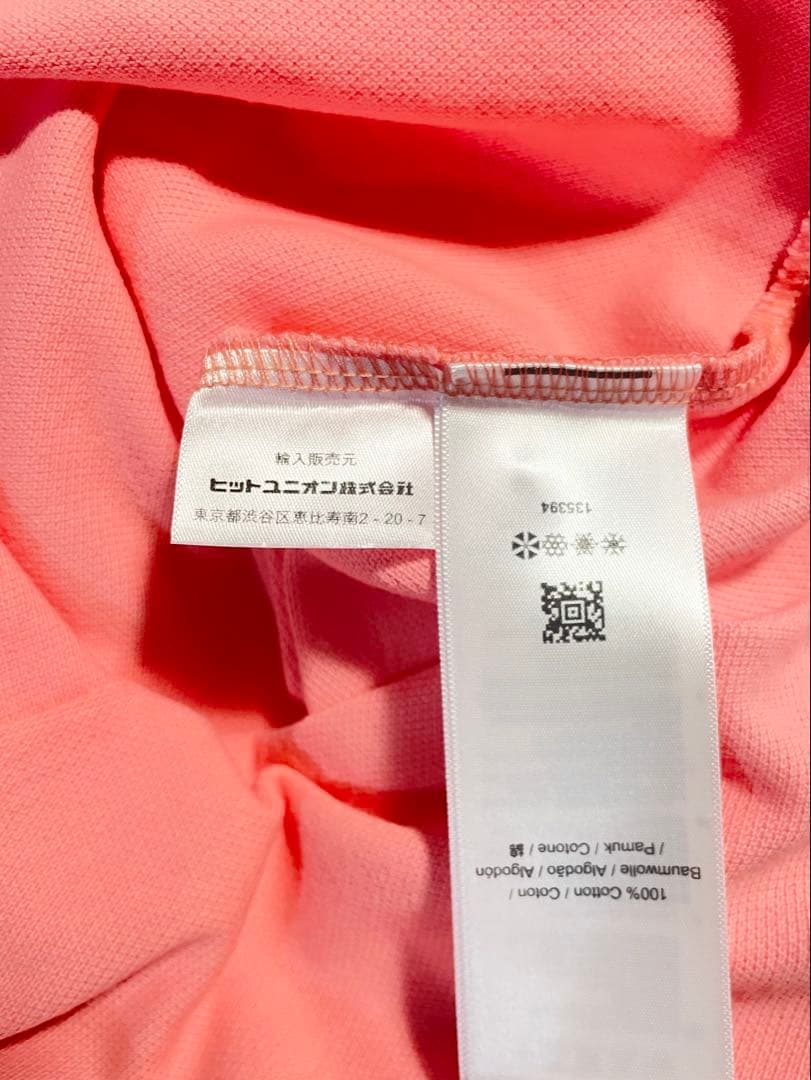 輸入販売元
ヒットユニオン株式会社
東京都渋谷区恵比寿南2-20-7
100% Cotton / Coton /
Baumwolle / Algodão / Algodón
/ Pamuk / Cotone / 綿
135394